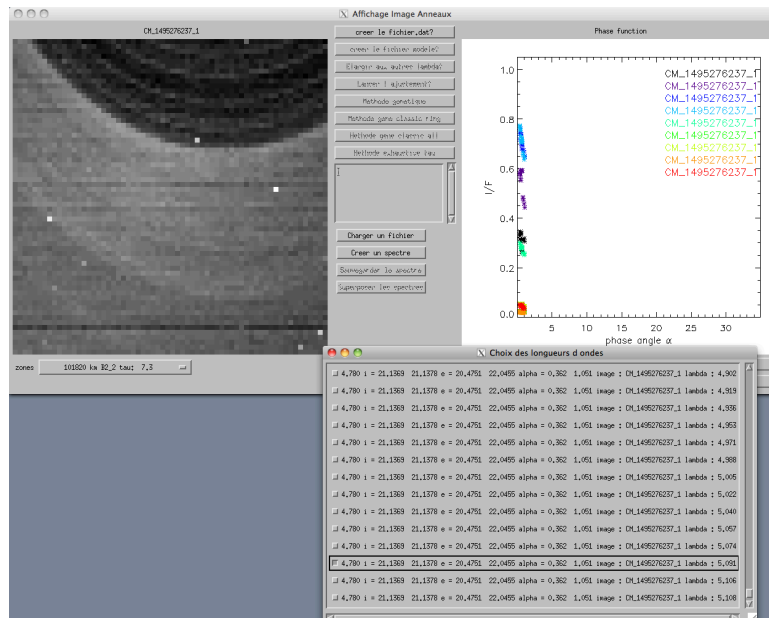 Affichage Image Anneaux
CM_1495276237_1
creer le fichier.dat?
creer le fichier modele?
Elargir au… autres lambda?
Lancer l ajustement?
Methode genetique
Methode gene classic ring
Methode gene classic all
Methode exhaustive tau
Charger un fichier
Creer un spectre
Sauvegarder le spectre
Superposer les spectres
zones 101820 km B2_2 tau: 7.3
Phase function
CM_1495276237_1
CM_1495276237_1
CM_1495276237_1
CM_1495276237_1
CM_1495276237_1
CM_1495276237_1
CM_1495276237_1
CM_1495276237_1
CM_1495276237_1
1.0
0.8
0.6
0.4
0.2
0.0
I/F
5 10 15 20 25 30
phase angle α
Choix des longueurs d ondes
4.780 i = 21.1369 21.1378 e = 20.4751 22.0455 alpha = 0.362 1.051 image : CM_1495276237_1 lambda : 4.902
4.780 i = 21.1369 21.1378 e = 20.4751 22.0455 alpha = 0.362 1.051 image : CM_1495276237_1 lambda : 4.919
4.780 i = 21.1369 21.1378 e = 20.4751 22.0455 alpha = 0.362 1.051 image : CM_1495276237_1 lambda : 4.936
4.780 i = 21.1369 21.1378 e = 20.4751 22.0455 alpha = 0.362 1.051 image : CM_1495276237_1 lambda : 4.953
4.780 i = 21.1369 21.1378 e = 20.4751 22.0455 alpha = 0.362 1.051 image : CM_1495276237_1 lambda : 4.971
4.780 i = 21.1369 21.1378 e = 20.4751 22.0455 alpha = 0.362 1.051 image : CM_1495276237_1 lambda : 4.988
4.780 i = 21.1369 21.1378 e = 20.4751 22.0455 alpha = 0.362 1.051 image : CM_1495276237_1 lambda : 5.005
4.780 i = 21.1369 21.1378 e = 20.4751 22.0455 alpha = 0.362 1.051 image : CM_1495276237_1 lambda : 5.022
4.780 i = 21.1369 21.1378 e = 20.4751 22.0455 alpha = 0.362 1.051 image : CM_1495276237_1 lambda : 5.040
4.780 i = 21.1369 21.1378 e = 20.4751 22.0455 alpha = 0.362 1.051 image : CM_1495276237_1 lambda : 5.057
4.780 i = 21.1369 21.1378 e = 20.4751 22.0455 alpha = 0.362 1.051 image : CM_1495276237_1 lambda : 5.074
4.780 i = 21.1369 21.1378 e = 20.4751 22.0455 alpha = 0.362 1.051 image : CM_1495276237_1 lambda : 5.091
4.780 i = 21.1369 21.1378 e = 20.4751 22.0455 alpha = 0.362 1.051 image : CM_1495276237_1 lambda : 5.106
4.780 i = 21.1369 21.1378 e = 20.4751 22.0455 alpha = 0.362 1.051 image : CM_1495276237_1 lambda : 5.108